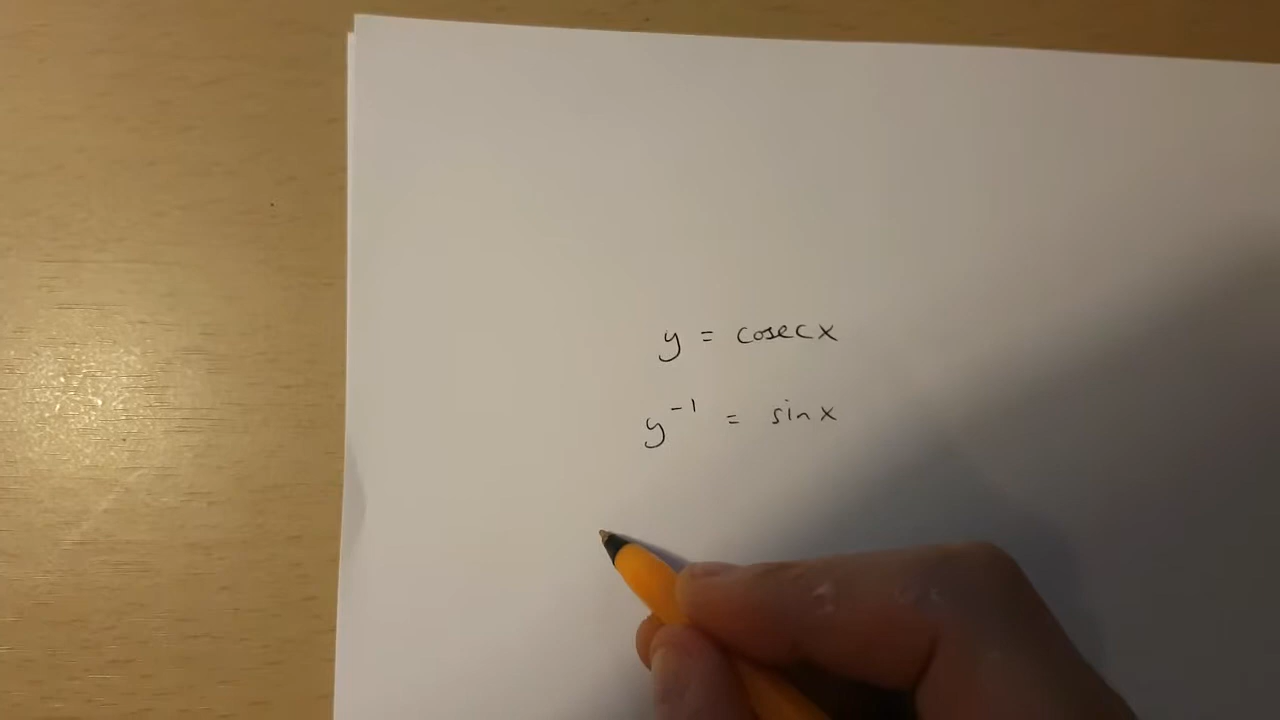 y = cosecx
y⁻¹ = sinx